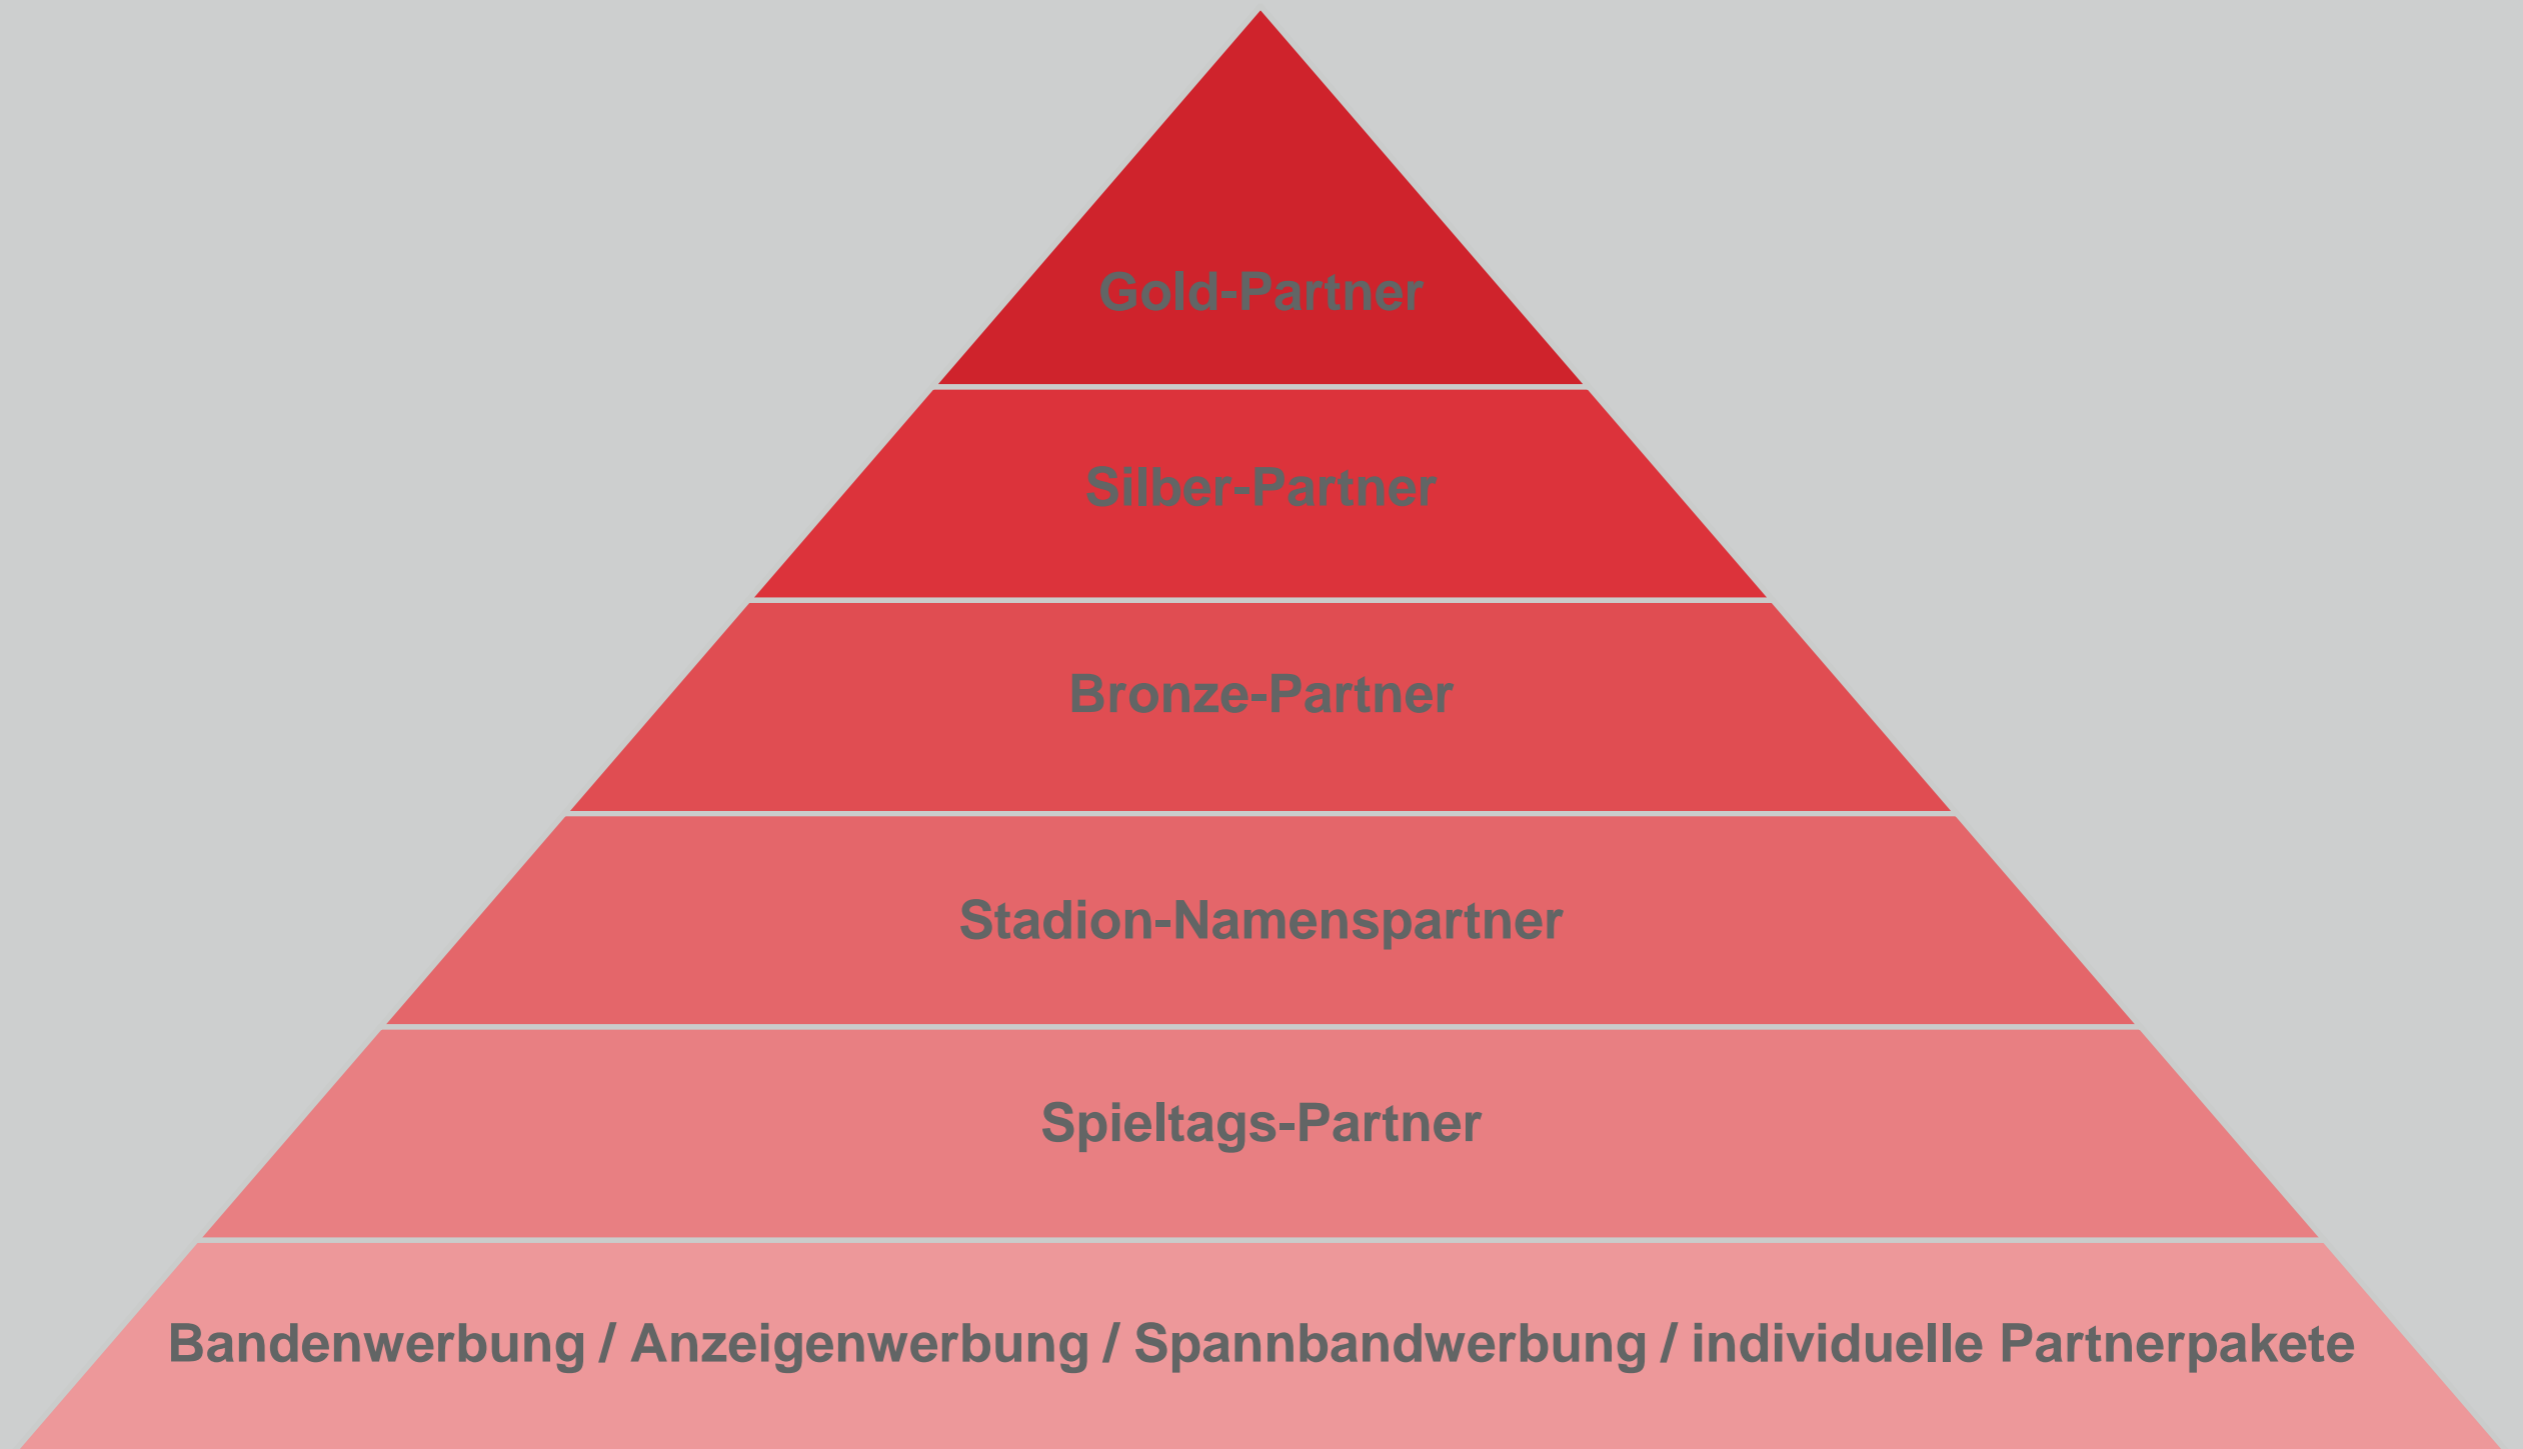 Gold-Partner
Silber-Partner
Bronze-Partner
Stadion-Namenspartner
Spieltags-Partner
Bandenwerbung / Anzeigenwerbung / Spannbandwerbung / individuelle Partnerpakete